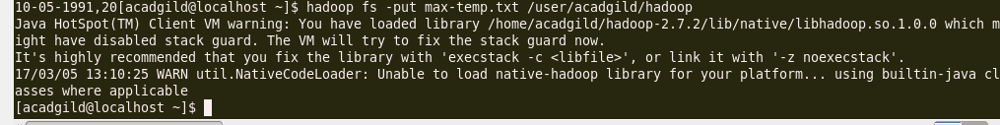 10-05-1991,20[acadgild@localhost ~]$ hadoop fs -put max-temp.txt /user/acadgild/hadoop
Java HotSpot(TM) Client VM warning: You have loaded library /home/acadgild/hadoop-2.7.2/lib/native/libhadoop.so.1.0.0 which m
ight have disabled stack guard. The VM will try to fix the stack guard now.
It's highly recommended that you fix the library with 'execstack -c <libfile>', or link it with '-z noexecstack'.
17/03/05 13:10:25 WARN util.NativeCodeLoader: Unable to load native-hadoop library for your platform... using builtin-java cl
asses where applicable
[acadgild@localhost ~]$